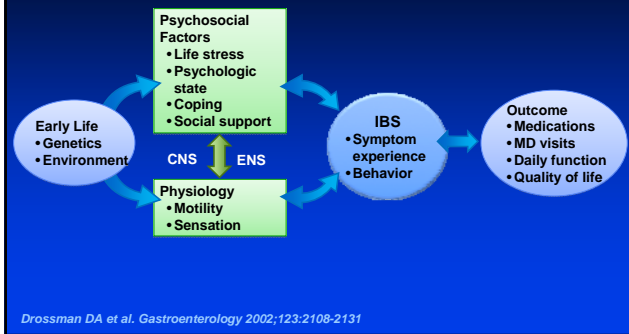 Psychosocial
Factors
• Life stress
• Psychologic
state
• Coping
• Social support
Early Life
• Genetics
• Environment
CNS
ENS
Physiology
• Motility
• Sensation
IBS
• Symptom
experience
• Behavior
Outcome
• Medications
• MD visits
• Daily function
• Quality of life
Drossman DA et al. Gastroenterology 2002;123:2108-2131